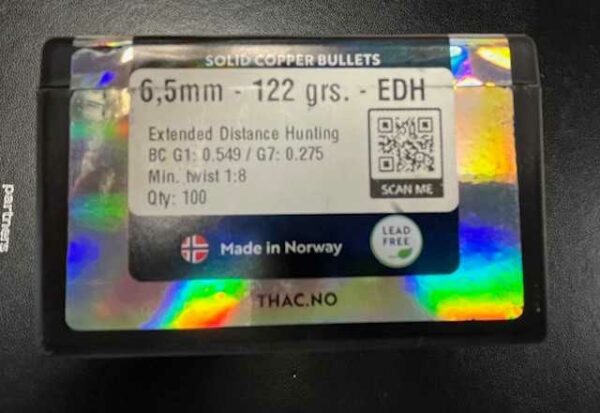 SOLID COPPER BULLETS
6,5mm - 122 grs. - EDH
Extended Distance Hunting
BC G1: 0.549 / G7: 0.275
Min. twist 1:8
Qty: 100
SCAN ME
Made in Norway
LEAD
FREE
THAC.NO
partners